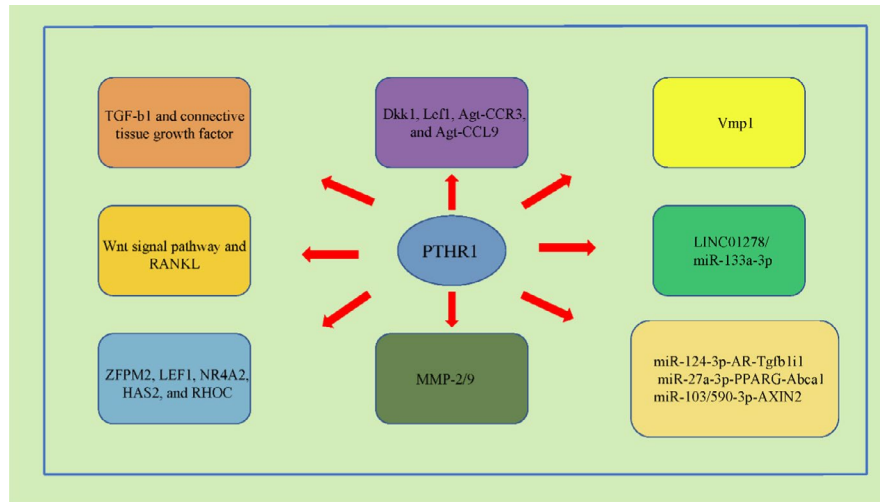 TGF-b1 and connective
tissue growth factor
Dkk1, Lef1, Agt-CCR3,
and Agt-CCL9
Vmp1
Wnt signal pathway and
RANKL
PTHR1
LINC01278/
miR-133a-3p
ZFPM2, LEF1, NR4A2,
HAS2, and RHOC
MMP-2/9
miR-124-3p-AR-Tgfb1i1
miR-27a-3p-PPARG-Abca1
miR-103/590-3p-AXIN2